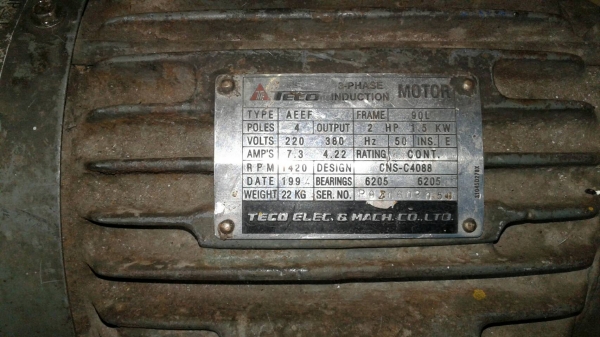 TECO 3-PHASE INDUCTION MOTOR
TYPE AEEF FRAME 90L
POLES 4 OUTPUT 2 HP 1.5 KW
VOLTS 220 380 Hz 50 INS. E
AMP'S 7.3 4.22 RATING CONT.
RPM 1420 DESIGN CNS-C4088
DATE 199 BEARINGS 6205 6205
WEIGHT 22 KG SER. NO.
TECO ELEC. & MACH. CO., LTD.